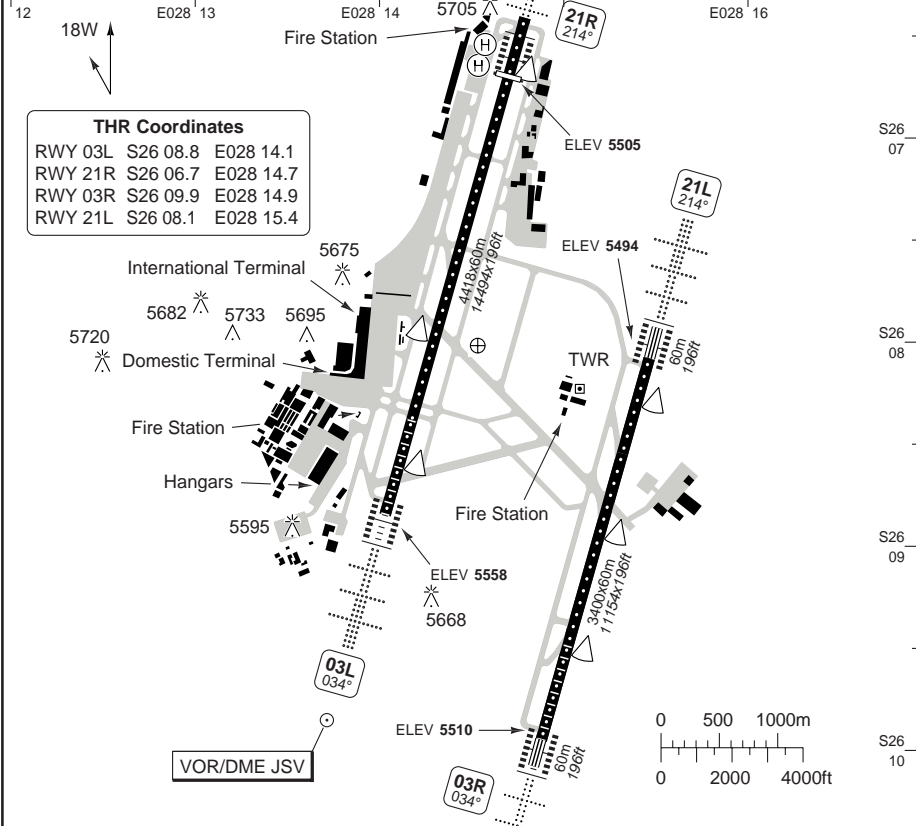 12
E028 13
E028 14
E028 16
5705
21R
214°
18W
Fire Station
H
H
THR Coordinates
RWY 03L S26 08.8 E028 14.1
RWY 21R S26 06.7 E028 14.7
RWY 03R S26 09.9 E028 14.9
RWY 21L S26 08.1 E028 15.4
ELEV 5505
S26
07
21L
214°
ELEV 5494
International Terminal
5675
4418x60m
14494x196ft
5682
5733
5695
5720
Domestic Terminal
TWR
60m
196ft
S26
08
Fire Station
Hangars
Fire Station
5595
ELEV 5558
5668
S26
09
3400x60m
11154x196ft
03L
034°
ELEV 5510
VOR/DME JSV
60m
196ft
03R
034°
0 500 1000m
0 2000 4000ft
S26
10